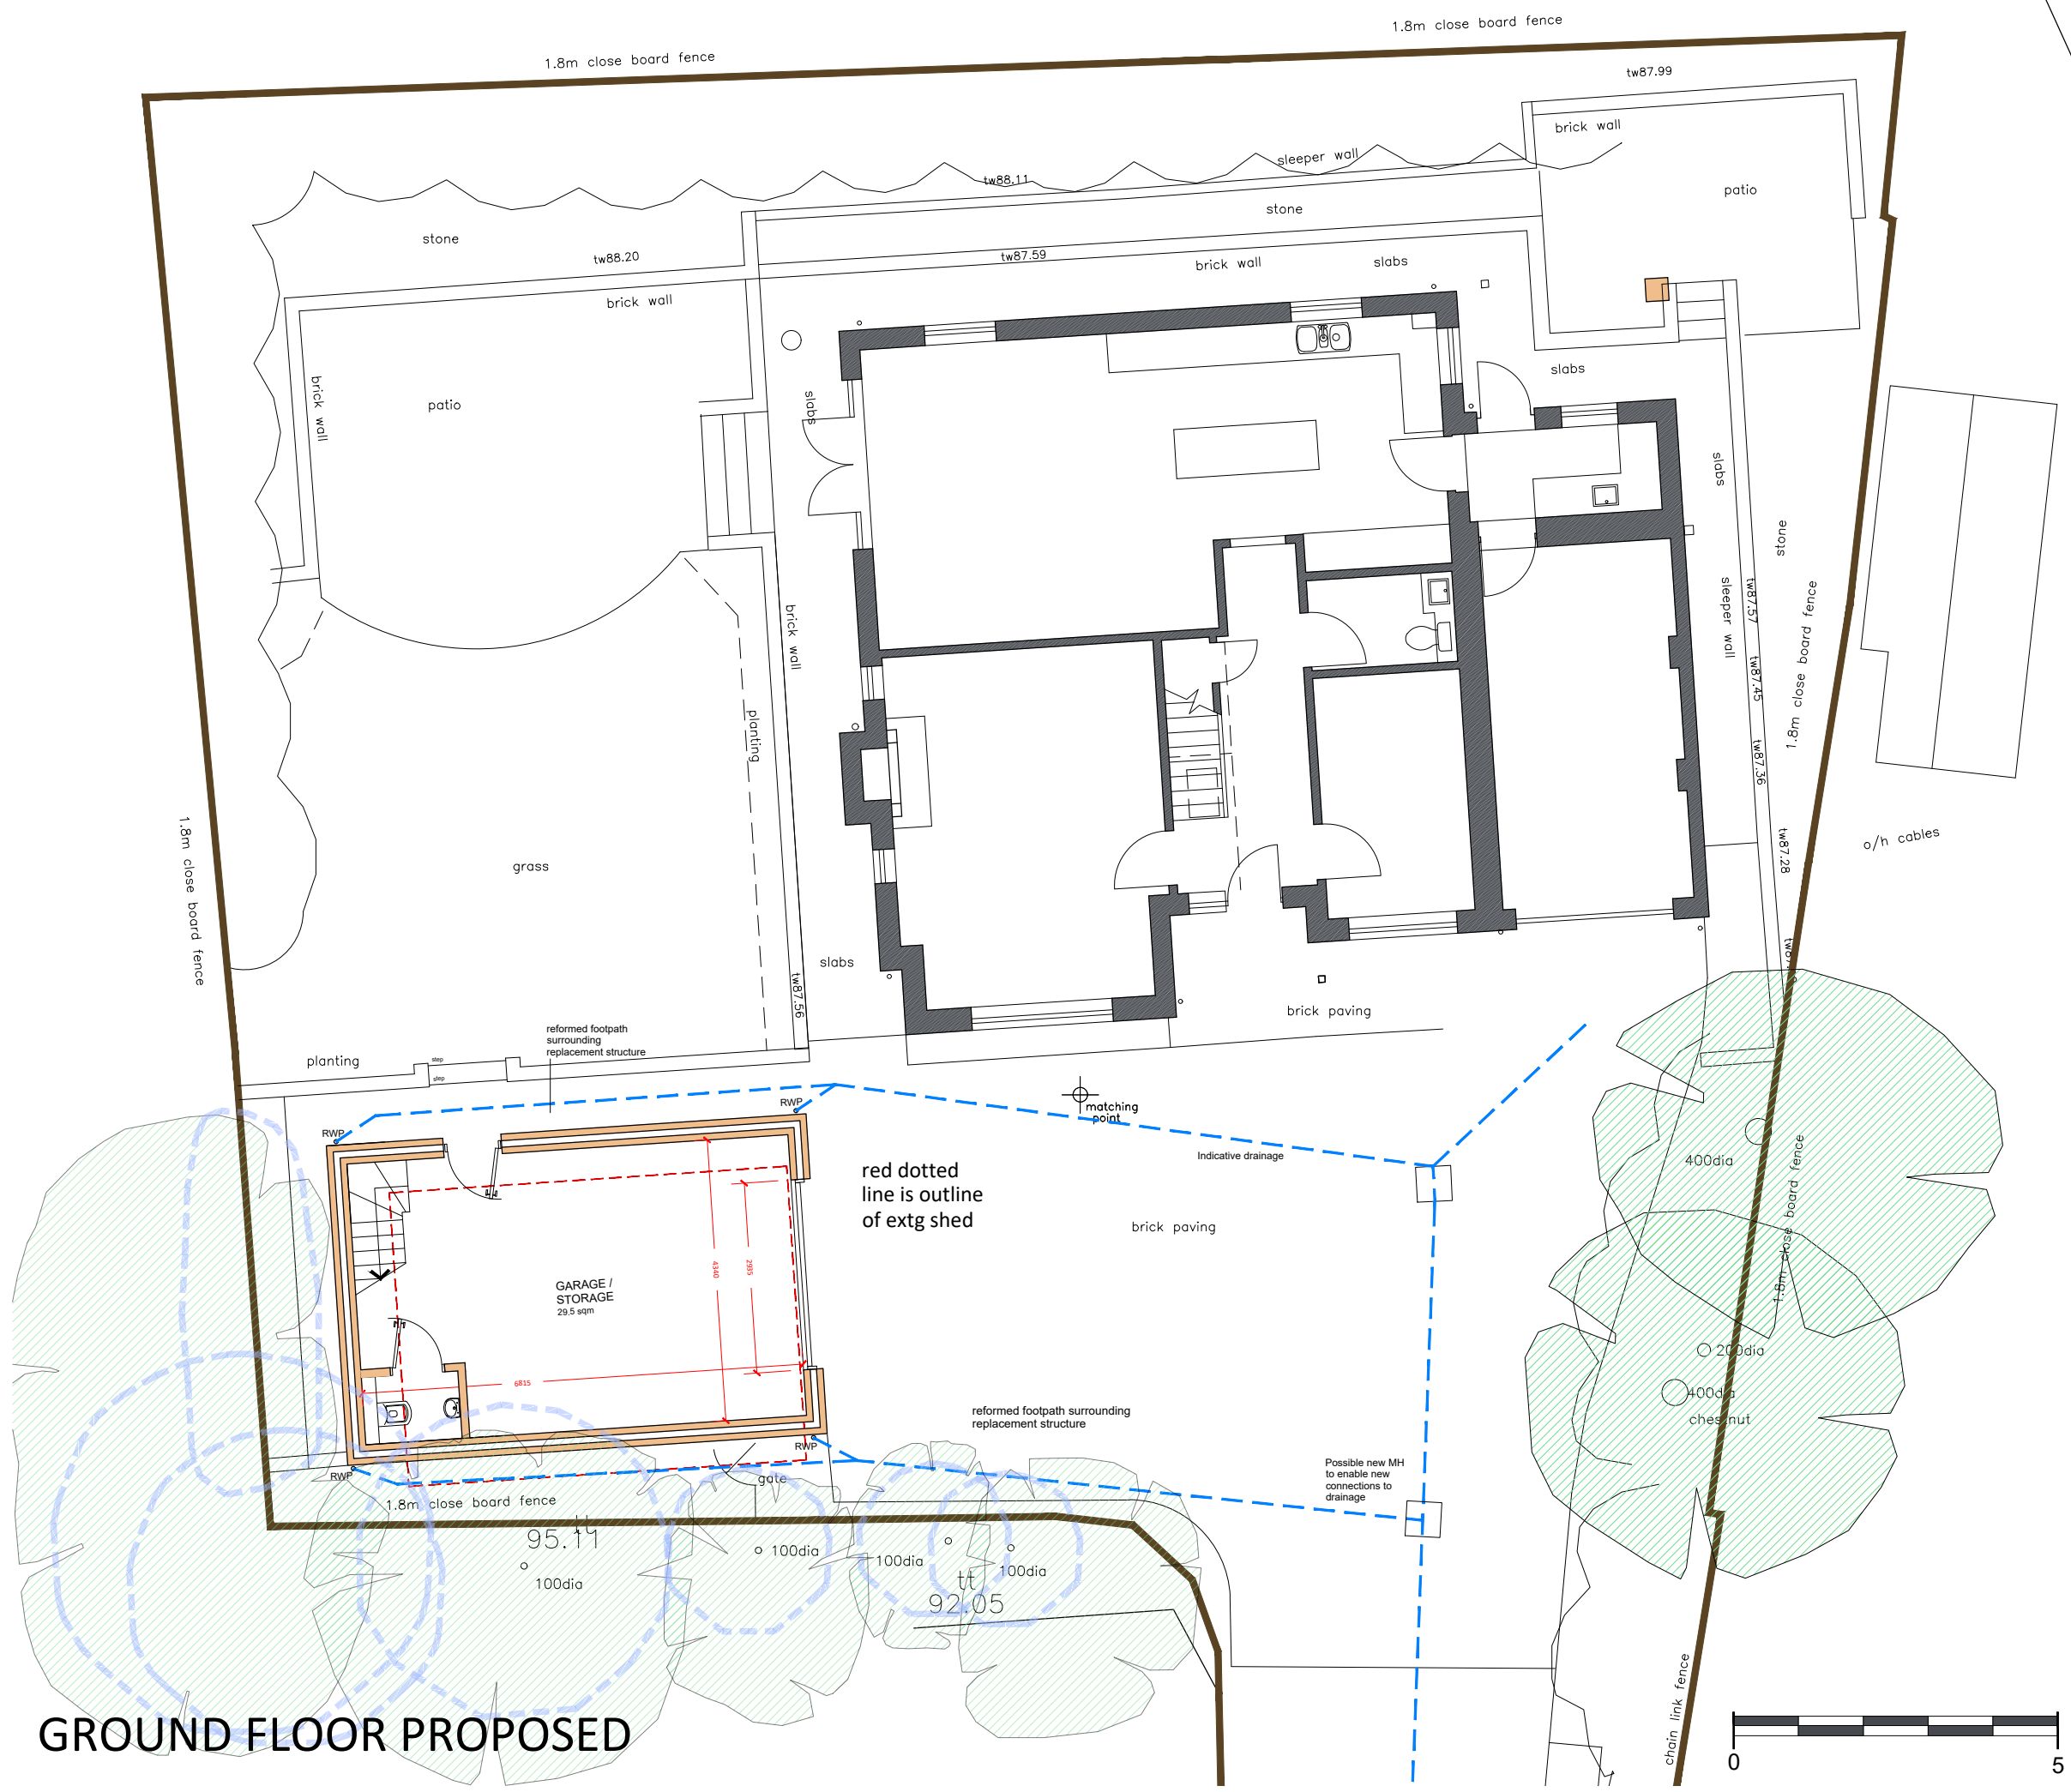 1.8m close board fence
1.8m close board fence
tw87.99
brick wall
sleeper wall
tw88.11
patio
stone
stone
tw88.20
tw87.59
brick wall
slabs
brick wall
slabs
brick wall
patio
slabs
slabs
stone
tw87.57
sleeper wall
1.8m close board fence
brick wall
tw87.45
planting
tw87.36
1.8m close board fence
grass
tw87.28
o/h cables
slabs
tw87.56
brick paving
reformed footpath
surrounding
replacement structure
planting
step
step
RWP
RWP
matching
point
Indicative drainage
400dia
1.8m close board fence
red dotted
line is outline
of extg shed
brick paving
4340
2935
GARAGE /
STORAGE
29.5 sqm
200dia
6815
400dia
chestnut
reformed footpath surrounding
replacement structure
RWP
RWP
gate
Possible new MH
to enable new
connections to
drainage
1.8m close board fence
95.11
100dia
100dia
100dia
100dia
tt
92.05
chain link fence
GROUND FLOOR PROPOSED
0
5